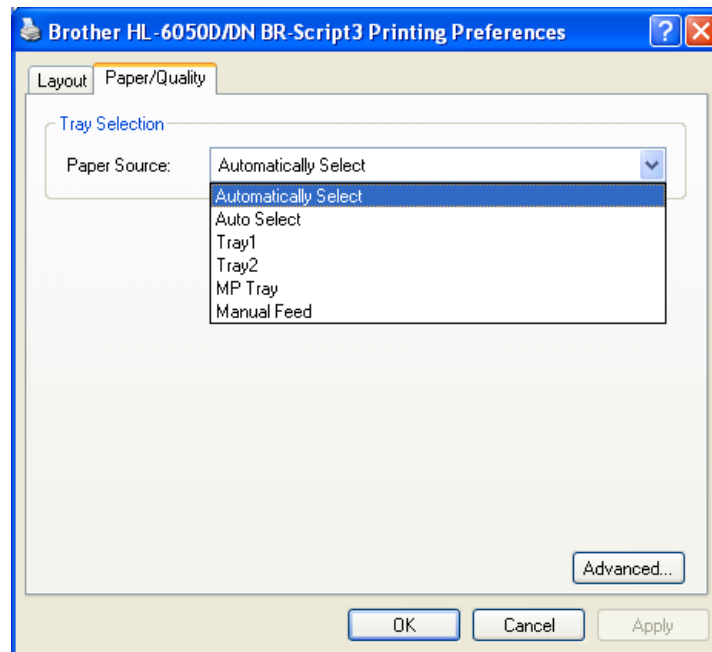 Brother HL-6050D/DN BR-Script3 Printing Preferences
Layout Paper/Quality
Tray Selection
Paper Source: Automatically Select
Automatically Select
Auto Select
Tray1
Tray2
MP Tray
Manual Feed
Advanced...
OK Cancel Apply